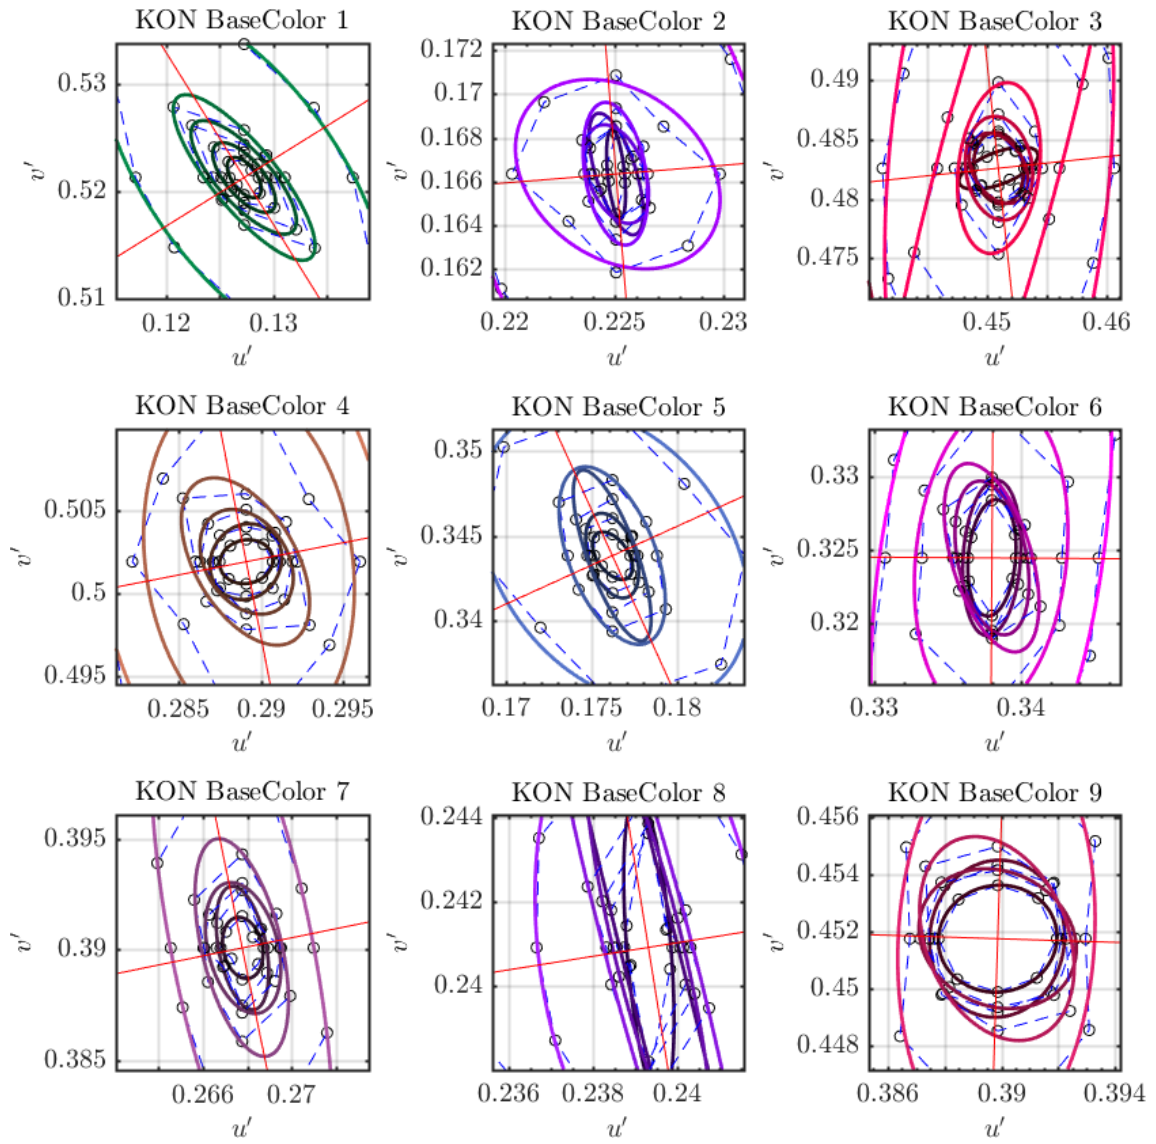 KON BaseColor 1
0.53
0.52
0.51
v′
0.12
0.13
u′
KON BaseColor 2
0.172
0.17
0.168
0.166
0.164
0.162
v′
0.22
0.225
0.23
u′
KON BaseColor 3
0.49
0.485
0.48
0.475
v′
0.45
0.46
u′
KON BaseColor 4
0.505
0.5
0.495
v′
0.285
0.29
0.295
u′
KON BaseColor 5
0.35
0.345
0.34
v′
0.17
0.175
0.18
u′
KON BaseColor 6
0.33
0.325
0.32
v′
0.33
0.34
u′
KON BaseColor 7
0.395
0.39
0.385
v′
0.266
0.27
u′
KON BaseColor 8
0.244
0.242
0.24
v′
0.236
0.238
0.24
u′
KON BaseColor 9
0.456
0.454
0.452
0.45
0.448
v′
0.386
0.39
0.394
u′